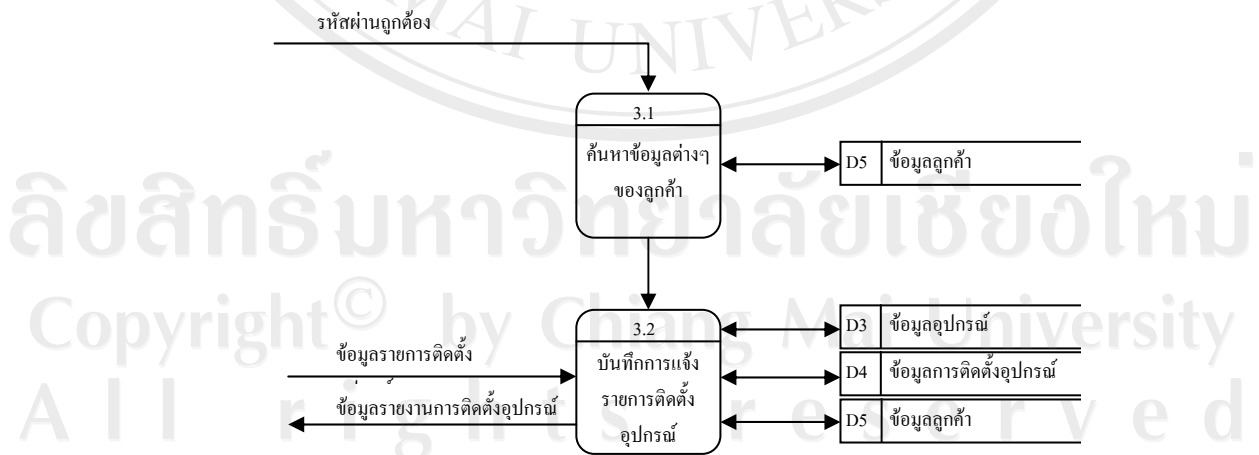 MAI UNIVER
รหัสผ่านถูกต้อง
3.1
ค้นหาข้อมูลต่างๆ
ของลูกค้า
D5 ข้อมูลลูกค้า
ลิขสิทธิ์มหาวิทยาลัยเชียงใหม่
Copyright© by Chiang Mai University
All rights reserved
3.2
บันทึกการแจ้ง
รายการติดตั้ง
อุปกรณ์
D3 ข้อมูลอุปกรณ์
D4 ข้อมูลการติดตั้งอุปกรณ์
D5 ข้อมูลลูกค้า
ข้อมูลรายการติดตั้ง
ข้อมูลรายงานการติดตั้งอุปกรณ์